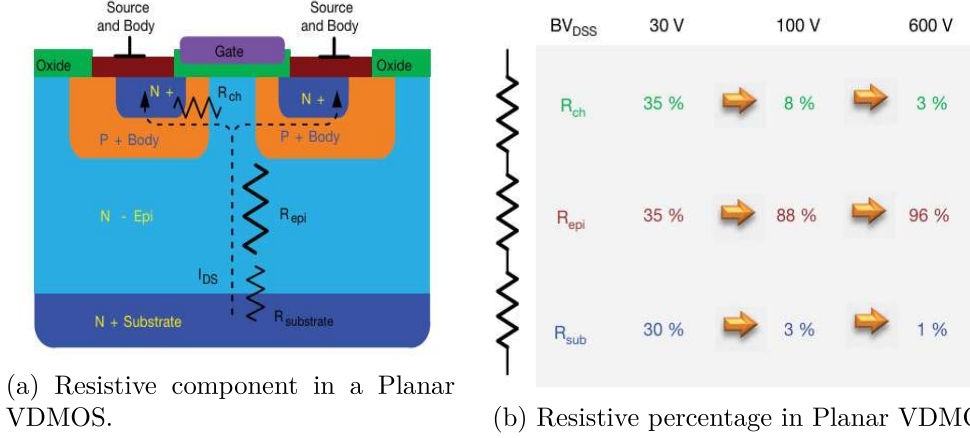 Source
and Body
Source
and Body
Gate
Oxide
Oxide
N +
R_ch
N +
P + Body
P + Body
N - Epi
R_epi
I_DS
N + Substrate
R_substrate
(a) Resistive component in a Planar
VDMOS.
BV_DSS 30 V 100 V 600 V
R_ch 35 % 8 % 3 %
R_epi 35 % 88 % 96 %
R_sub 30 % 3 % 1 %
(b) Resistive percentage in Planar VDMO